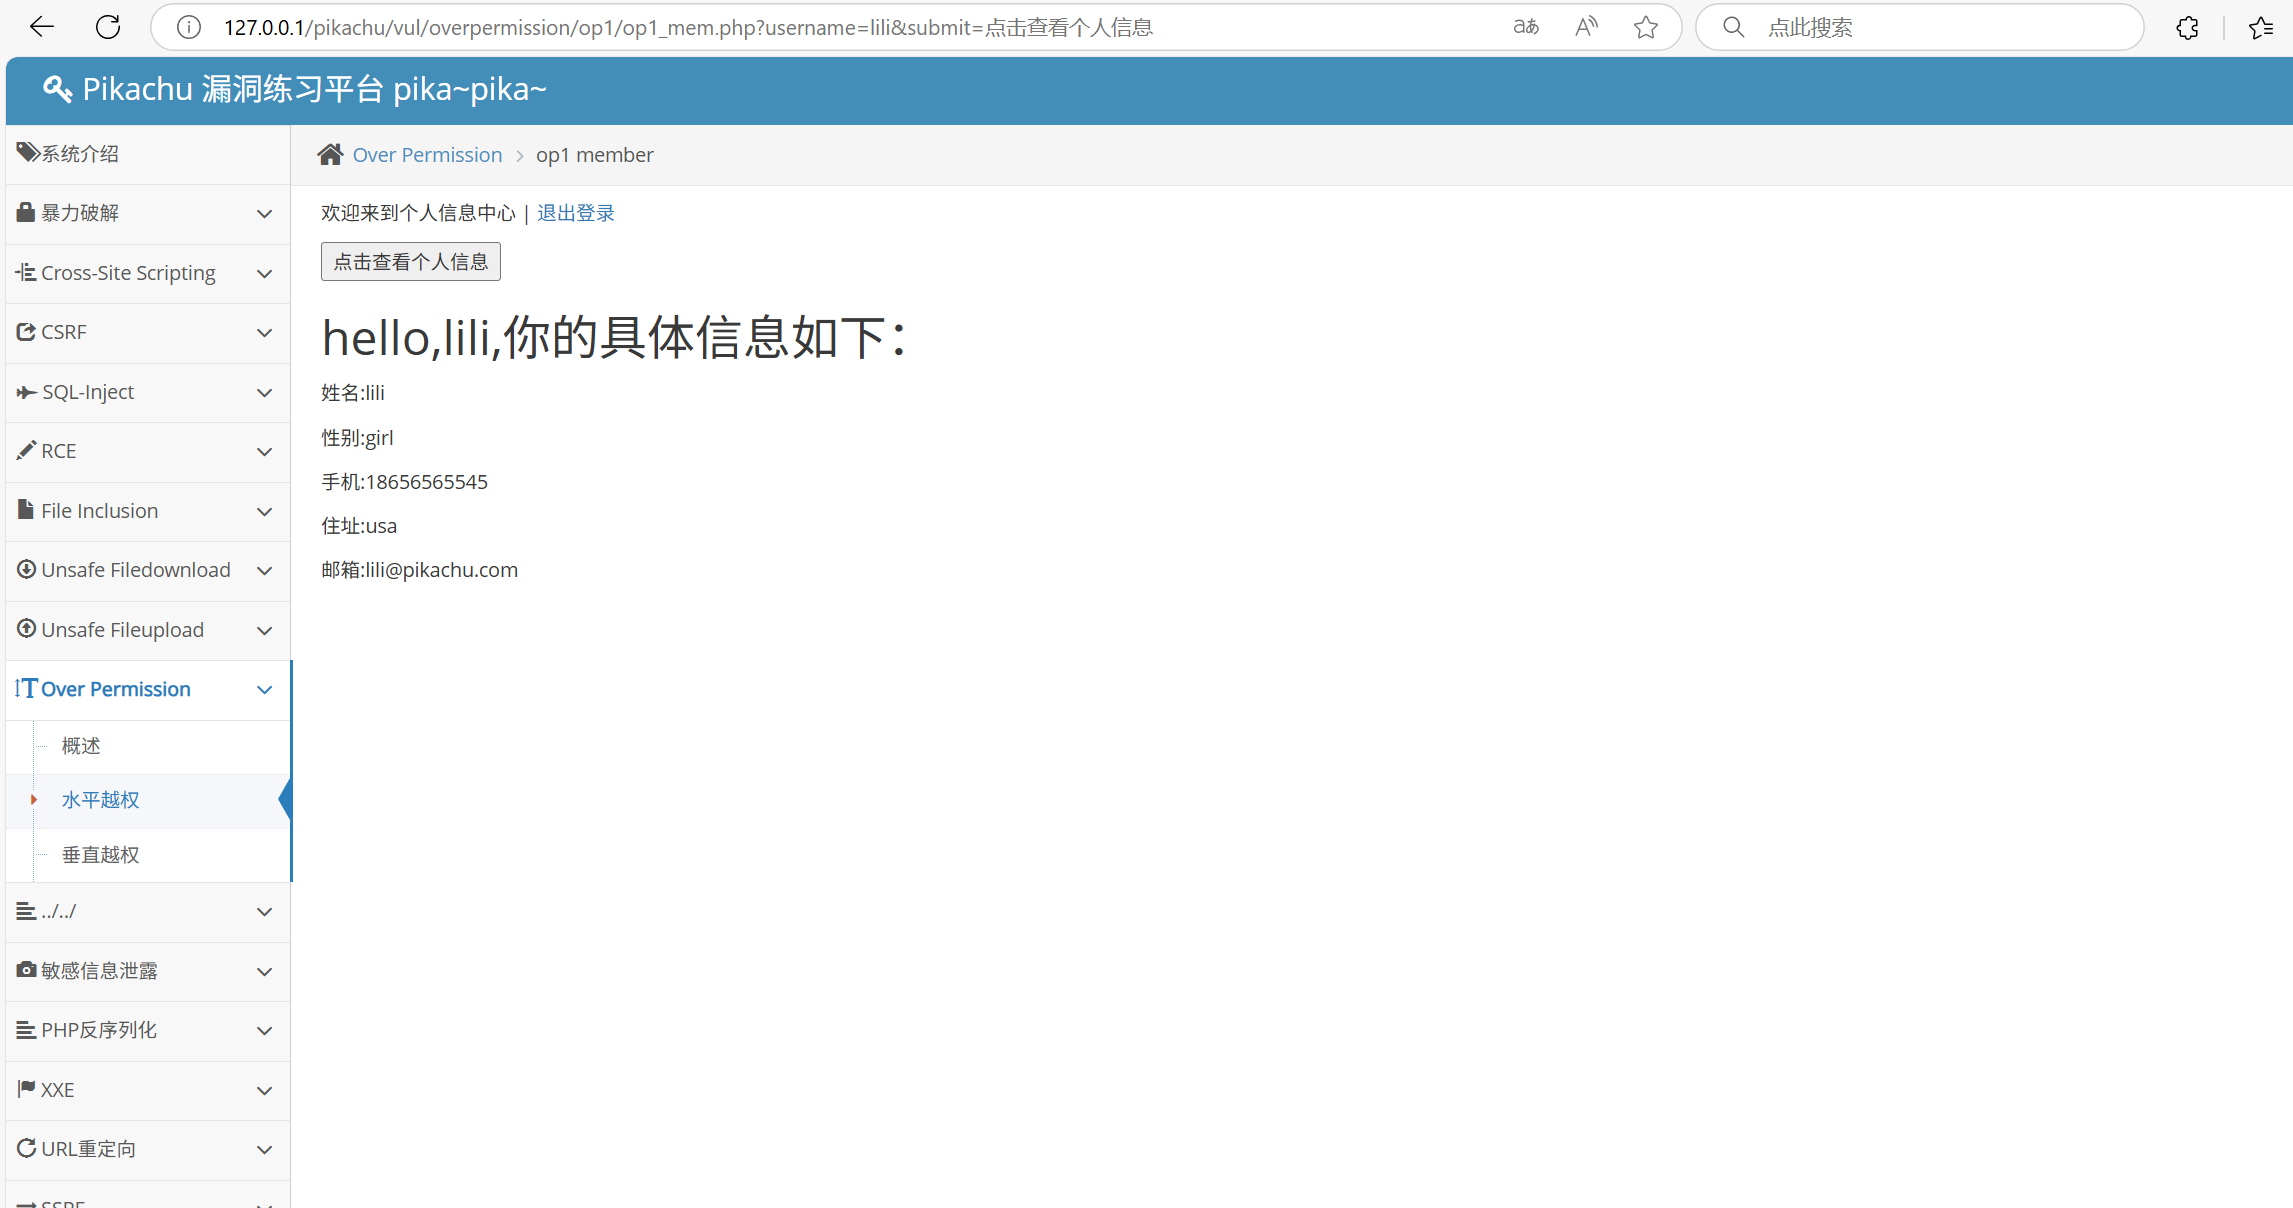 127.0.0.1/pikachu/vul/overpermission/op1/op1_mem.php?username=lili&submit=点击查看个人信息
点此搜索
Pikachu 漏洞练习平台 pika~pika~
系统介绍
暴力破解
Cross-Site Scripting
CSRF
SQL-Inject
RCE
File Inclusion
Unsafe Filedownload
Unsafe Fileupload
Over Permission
概述
水平越权
垂直越权
../../
敏感信息泄露
PHP反序列化
XXE
URL重定向
SSRF
Over Permission > op1 member
欢迎来到个人信息中心 | 退出登录
点击查看个人信息
hello,lili,你的具体信息如下：
姓名:lili
性别:girl
手机:18656565545
住址:usa
邮箱:lili@pikachu.com